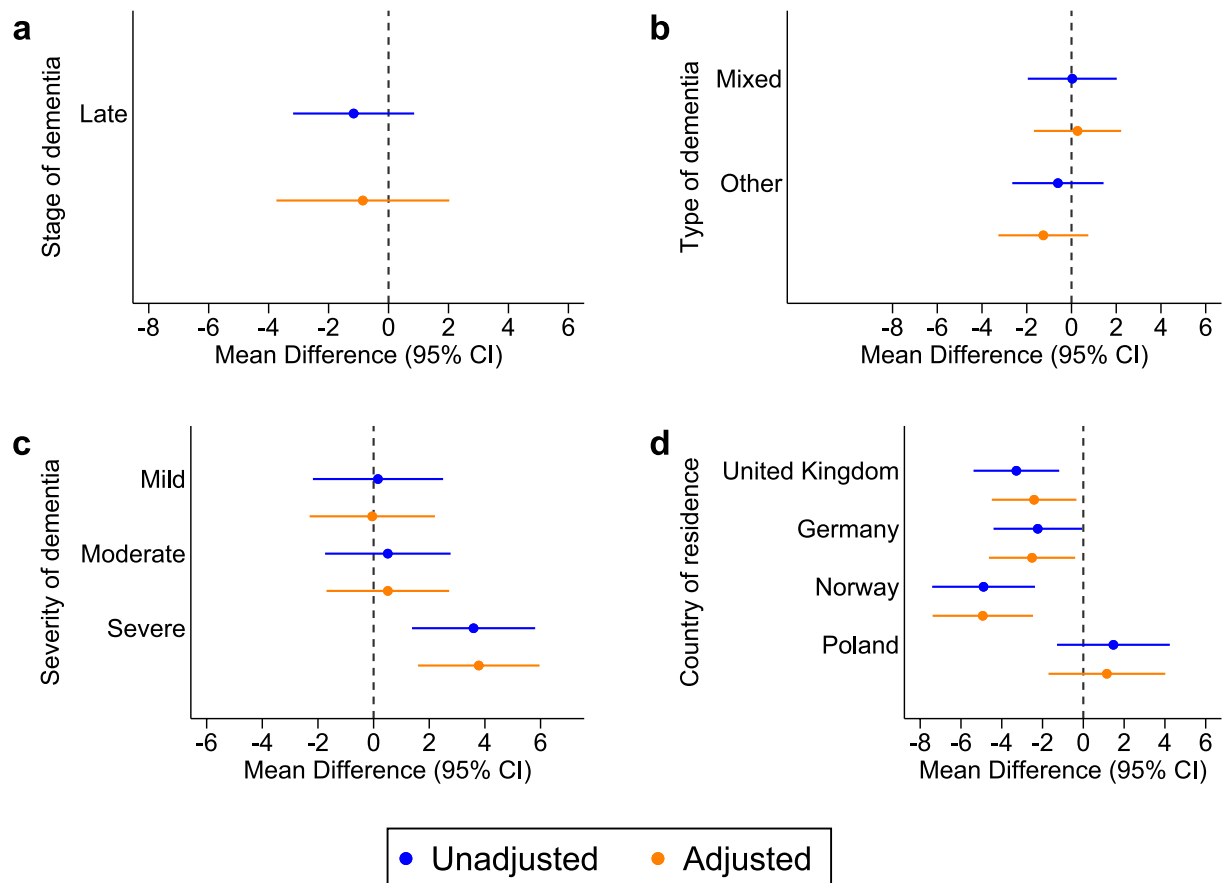 a
Stage of dementia
Late
-8 -6 -4 -2 0 2 4 6
Mean Difference (95% CI)
b
Type of dementia
Mixed
Other
-8 -6 -4 -2 0 2 4 6
Mean Difference (95% CI)
c
Severity of dementia
Mild
Moderate
Severe
-6 -4 -2 0 2 4 6
Mean Difference (95% CI)
d
Country of residence
United Kingdom
Germany
Norway
Poland
-8 -6 -4 -2 0 2 4 6
Mean Difference (95% CI)
Unadjusted Adjusted